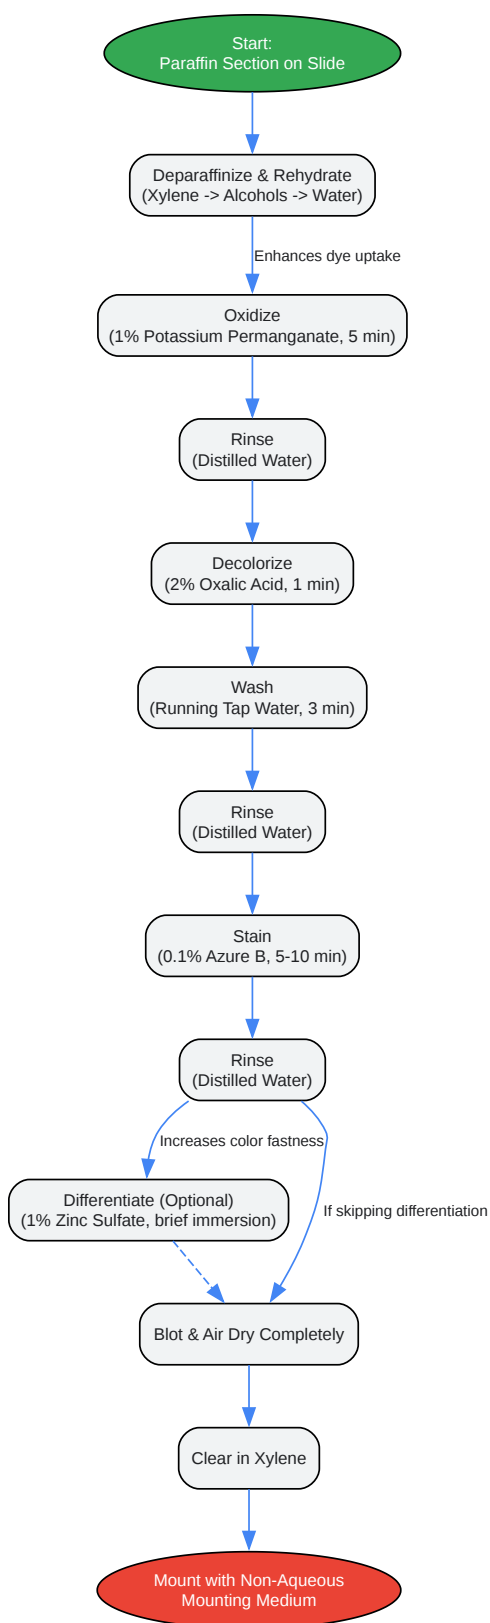 Start:
Paraffin Section on Slide
Deparaffinize & Rehydrate
(Xylene -> Alcohols -> Water)
Enhances dye uptake
Oxidize
(1% Potassium Permanganate, 5 min)
Rinse
(Distilled Water)
Decolorize
(2% Oxalic Acid, 1 min)
Wash
(Running Tap Water, 3 min)
Rinse
(Distilled Water)
Stain
(0.1% Azure B, 5-10 min)
Rinse
(Distilled Water)
Increases color fastness
Differentiate (Optional)
(1% Zinc Sulfate, brief immersion)
If skipping differentiation
Blot & Air Dry Completely
Clear in Xylene
Mount with Non-Aqueous
Mounting Medium